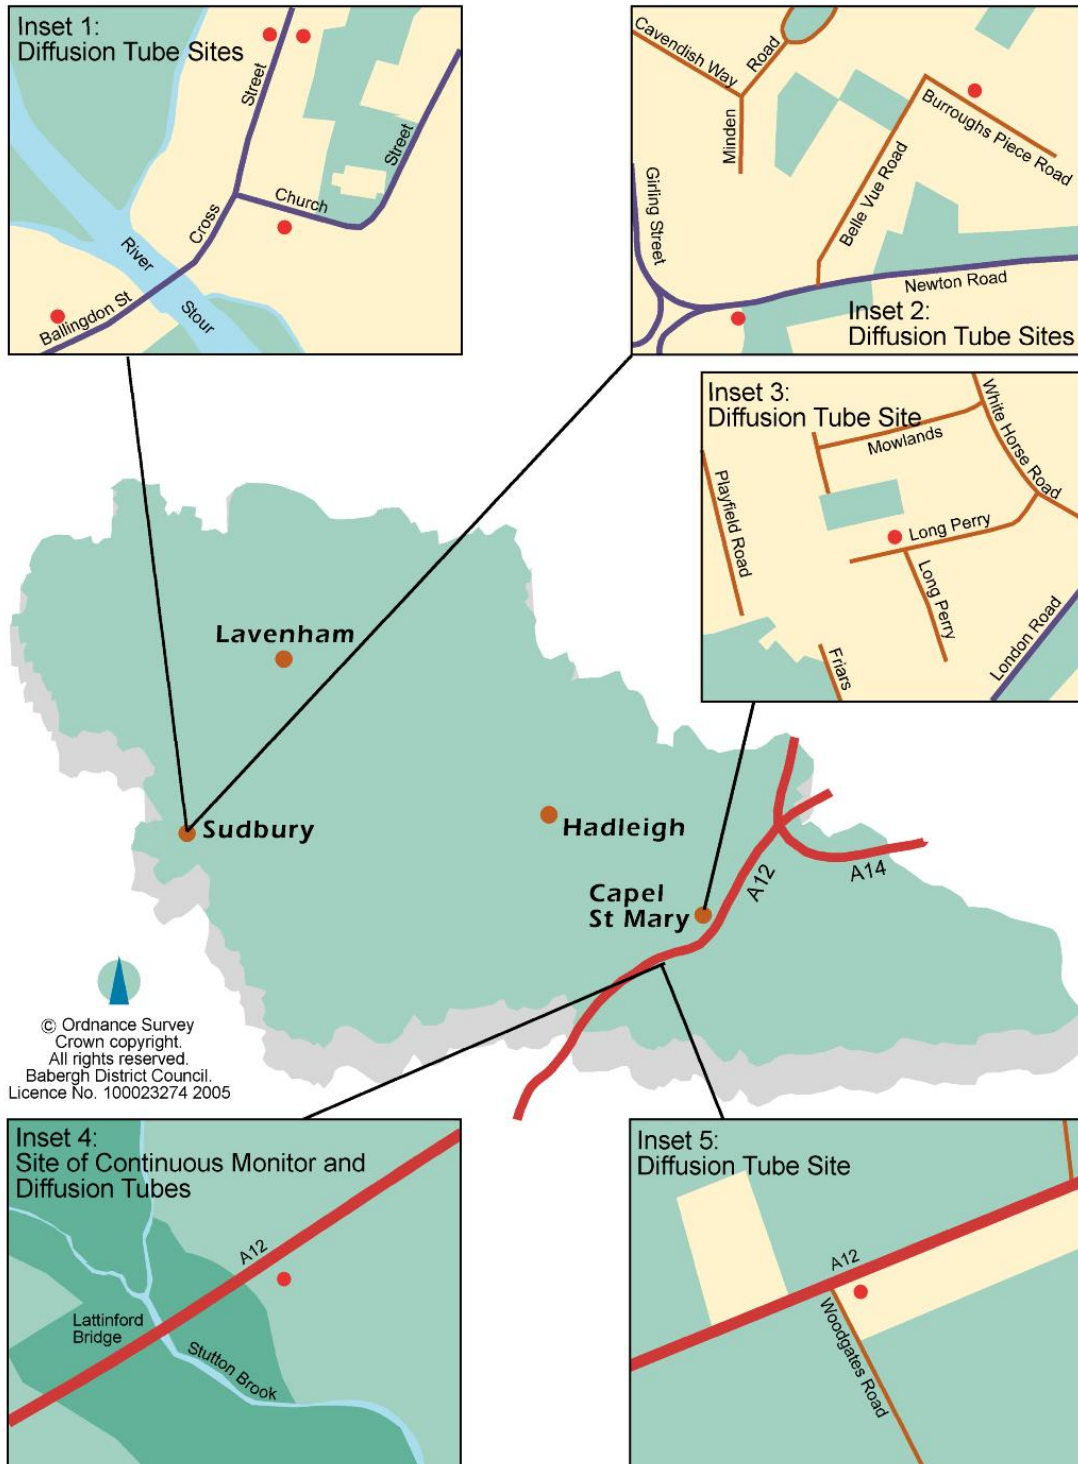 Inset 1:
Diffusion Tube Sites
Street
Street
Church
Cross
River
Stour
Ballingdon St
Cavendish Way
Road
Minden
Burroughs Piece Road
Belle Vue Road
Girling Street
Newton Road
Inset 2:
Diffusion Tube Sites
Inset 3:
Diffusion Tube Site
White Horse Road
Mowlands
Playfield Road
Long Perry
Long Perry
London Road
Friars
Lavenham
Sudbury
Hadleigh
Capel
St Mary
A12
A14
© Ordnance Survey
Crown copyright.
All rights reserved.
Babergh District Council.
Licence No. 100023274 2005
Inset 4:
Site of Continuous Monitor and
Diffusion Tubes
A12
Lattinford
Bridge
Stutton Brook
Inset 5:
Diffusion Tube Site
A12
Woodgates Road